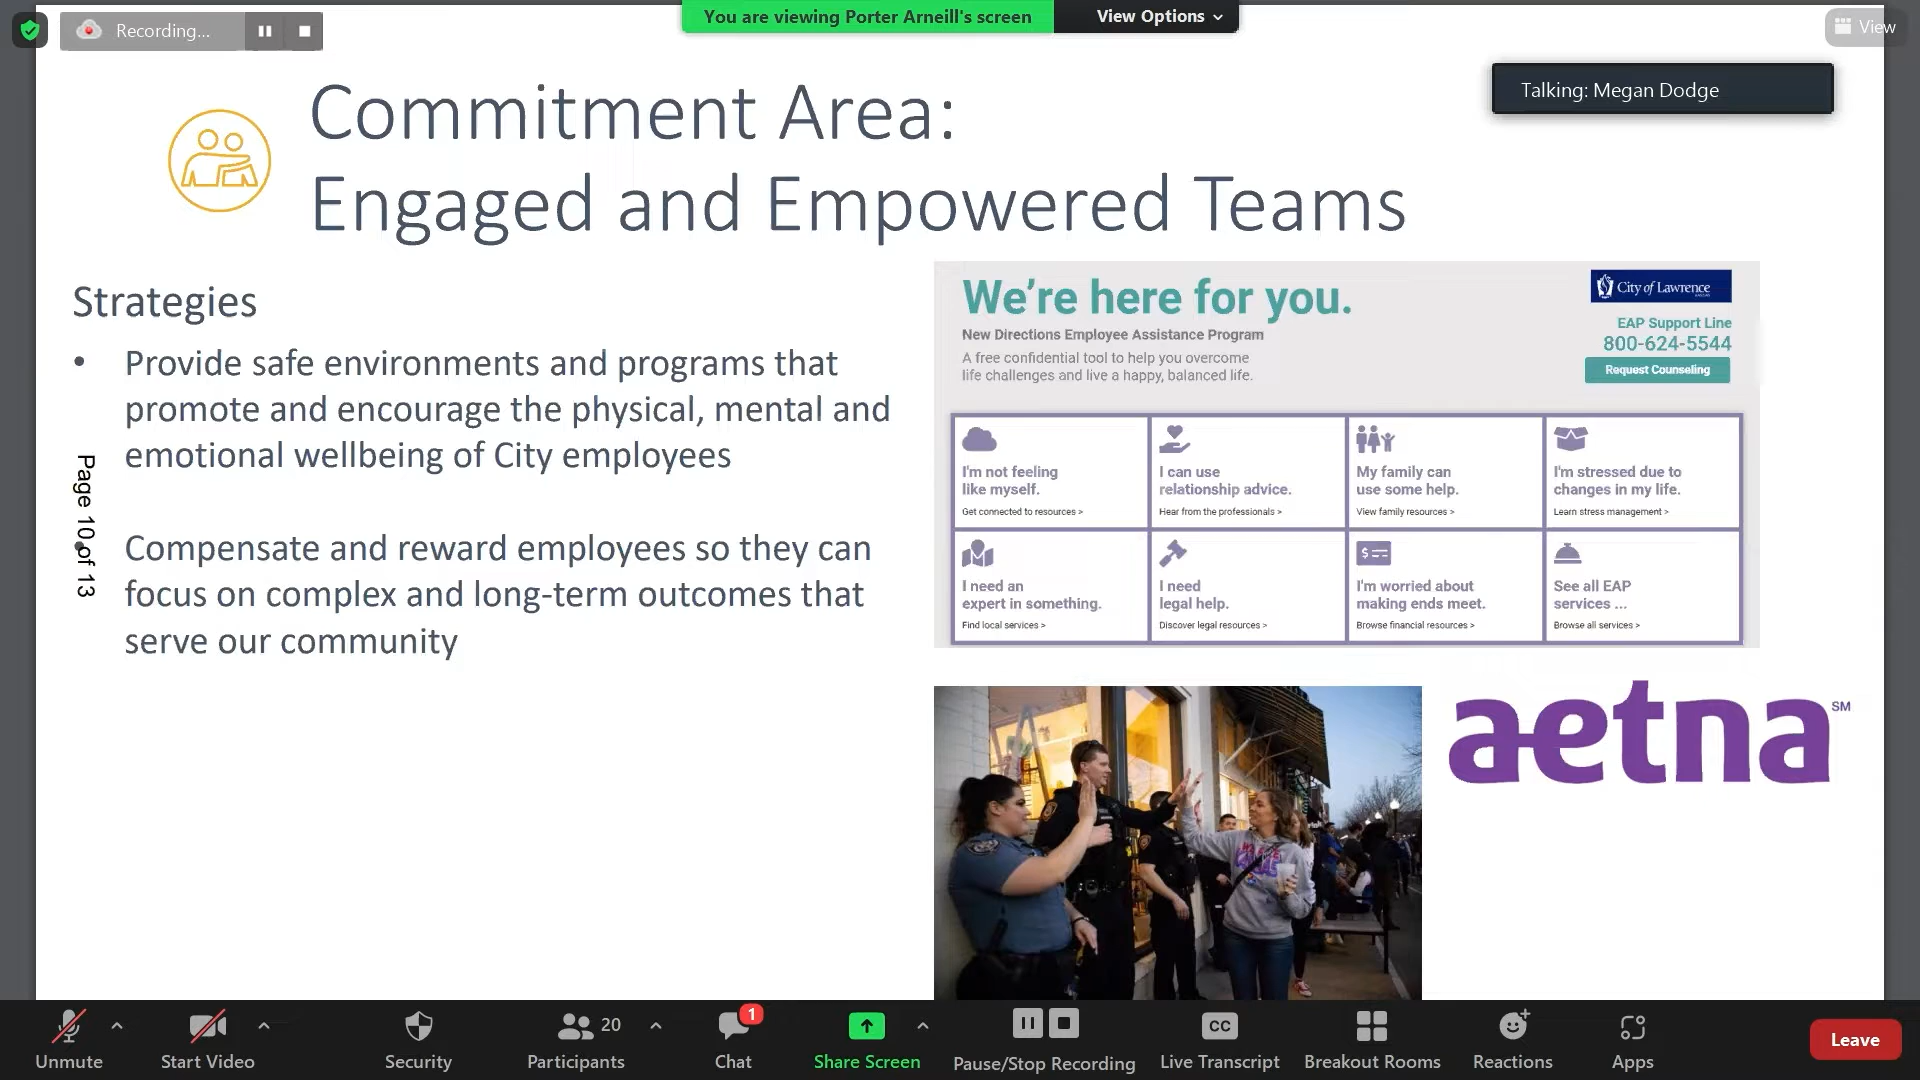 Recording...
You are viewing Porter Arneill's screen
View Options
View
Talking: Megan Dodge
Commitment Area:
Engaged and Empowered Teams
Strategies
• Provide safe environments and programs that
promote and encourage the physical, mental and
emotional wellbeing of City employees
• Compensate and reward employees so they can
focus on complex and long-term outcomes that
serve our community
Page 10 of 13
We're here for you.
New Directions Employee Assistance Program
A free confidential tool to help you overcome
life challenges and live a happy, balanced life.
City of Lawrence
EAP Support Line
800-624-5544
Request Counseling
I'm not feeling
like myself.
Get connected to resources >
I can use
relationship advice.
Hear from the professionals >
My family can
use some help.
View family resources >
I'm stressed due to
changes in my life.
Learn stress management >
I need an
expert in something.
Find local services >
I need
legal help.
Discover legal resources >
I'm worried about
making ends meet.
Browse financial resources >
See all EAP
services ...
Browse all services >
aetna SM
Unmute
Start Video
Security
20
Participants
1
Chat
Share Screen
Pause/Stop Recording
CC
Live Transcript
Breakout Rooms
Reactions
Apps
Leave